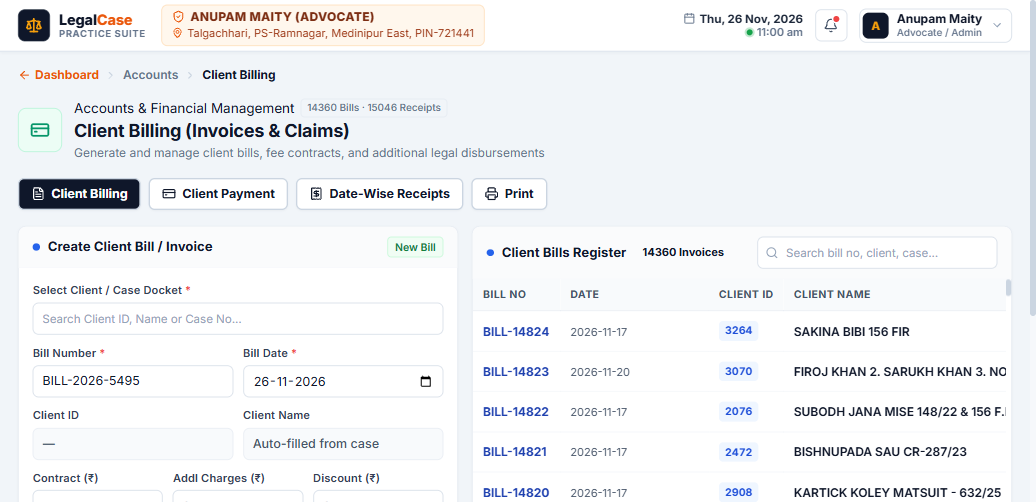 LegalCase
PRACTICE SUITE
ANUPAM MAITY (ADVOCATE)
Talgachhari, PS-Ramnagar, Medinipur East, PIN-721441
Thu, 26 Nov, 2026
11:00 am
A
Anupam Maity
Advocate / Admin
← Dashboard › Accounts › Client Billing
Accounts & Financial Management 14360 Bills · 15046 Receipts
Client Billing (Invoices & Claims)
Generate and manage client bills, fee contracts, and additional legal disbursements
Client Billing Client Payment Date-Wise Receipts Print
Create Client Bill / Invoice New Bill
Select Client / Case Docket *
Search Client ID, Name or Case No...
Bill Number * Bill Date *
BILL-2026-5495 26-11-2026
Client ID Client Name
— Auto-filled from case
Contract (₹) Addl Charges (₹) Discount (₹)
Client Bills Register 14360 Invoices Search bill no, client, case...
BILL NO DATE CLIENT ID CLIENT NAME
BILL-14824 2026-11-17 3264 SAKINA BIBI 156 FIR
BILL-14823 2026-11-20 3070 FIROJ KHAN 2. SARUKH KHAN 3. NO
BILL-14822 2026-11-17 2076 SUBODH JANA MISE 148/22 & 156 F.
BILL-14821 2026-11-17 2472 BISHNUPADA SAU CR-287/23
BILL-14820 2026-11-17 2908 KARTICK KOLEY MATSUIT - 632/25